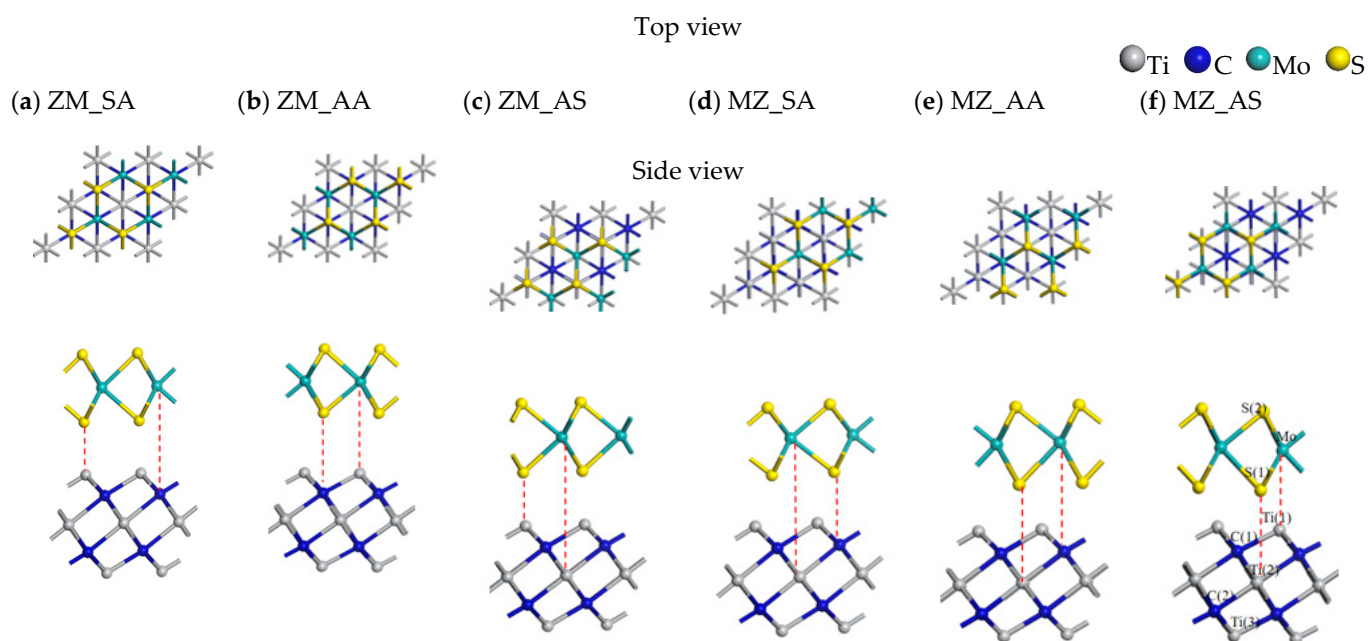 Top view
Ti C Mo S
(a) ZM_SA (b) ZM_AA (c) ZM_AS (d) MZ_SA (e) MZ_AA (f) MZ_AS
Side view
S(2)
Mo
S(1)
Ti(1)
C(1)
Ti(2)
C(2)
Ti(3)